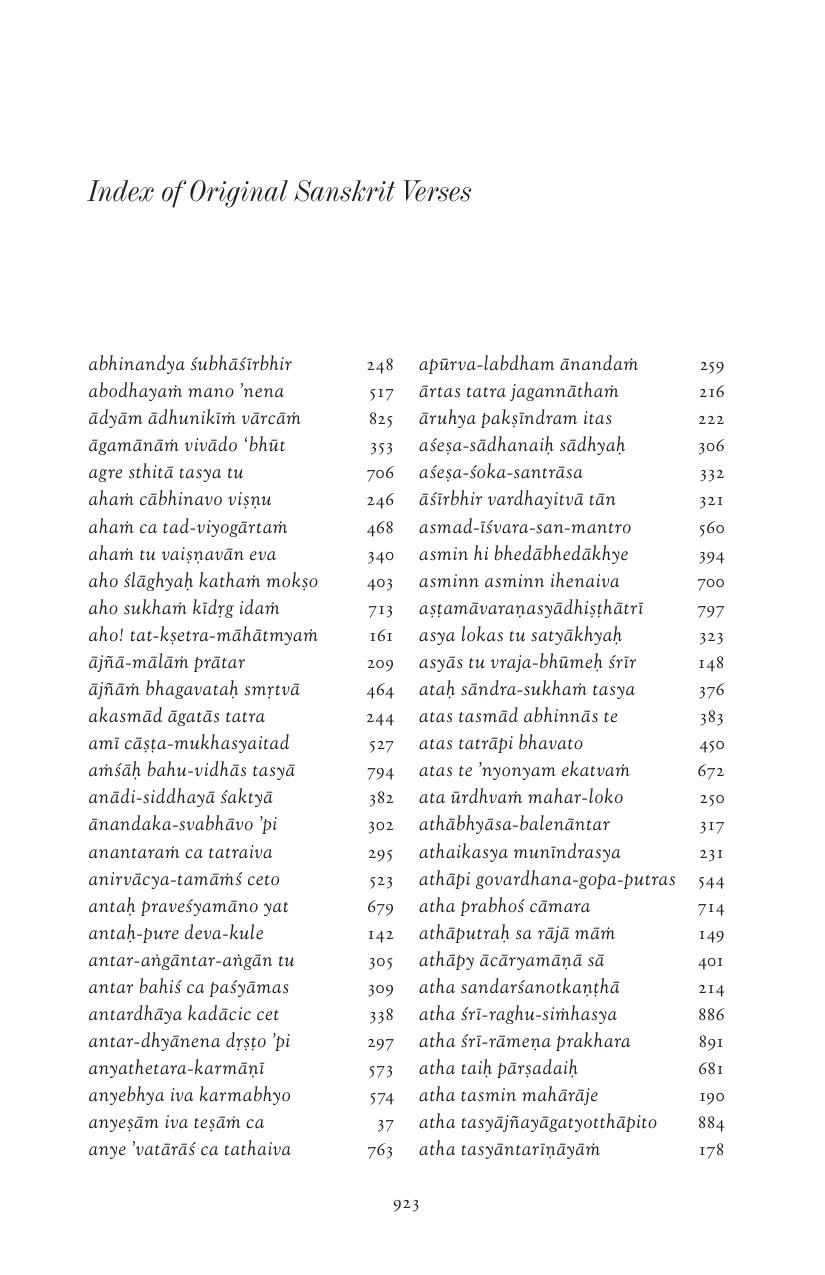 Index of Original Sanskrit Verses
abhinandya śubhāśīrbhir 248
abodhayaṁ mano ’nena 517
ādyām ādhunikīṁ vārcāṁ 825
āgamānāṁ vivādo ‘bhūt 353
agre sthitā tasya tu 706
ahaṁ cābhinavo viṣṇu 246
ahaṁ ca tad-viyogārtaṁ 468
ahaṁ tu vaiṣṇavān eva 340
aho ślāghyaḥ kathaṁ mokṣo 403
aho sukhaṁ kīdṛg idaṁ 713
aho! tat-kṣetra-māhātmyaṁ 161
ājñā-mālāṁ prātar 209
ājñāṁ bhagavataḥ smṛtvā 464
akasmād āgatās tatra 244
amī cāṣṭa-mukhasyaitad 527
aṁśāḥ bahu-vidhās tasyā 794
anādi-siddhayā śaktyā 382
ānandaka-svabhāvo ’pi 302
anantaraṁ ca tatraiva 295
anirvācya-tamāṁś ceto 523
antaḥ praveśyamāno yat 679
antaḥ-pure deva-kule 142
antar-aṅgāntar-aṅgān tu 305
antar bahiś ca paśyāmas 309
antardhāya kadācic cet 338
antar-dhyānena dṛṣṭo ’pi 297
anyathetara-karmāṇī 573
anyebhya iva karmabhyo 574
anyeṣām iva teṣāṁ ca 37
anye ’vatārāś ca tathaiva 763
apūrva-labdham ānandaṁ 259
ārtas tatra jagannāthaṁ 216
āruhya pakṣīndram itas 222
aśeṣa-sādhanaiḥ sādhyaḥ 306
aśeṣa-śoka-santrāsa 332
āśīrbhir vardhayitvā tān 321
asmad-īśvara-san-mantro 560
asmin hi bhedābhedākhye 394
asminn asminn ihenaiva 700
aṣṭamāvaraṇasyādhiṣṭhātrī 797
asya lokas tu satyākhyaḥ 323
asyās tu vraja-bhūmeḥ śrīr 148
ataḥ sāndra-sukhaṁ tasya 376
atas tasmād abhinnās te 383
atas tatrāpi bhavato 450
atas te ’nyonyam ekatvaṁ 672
ata ūrdhvaṁ mahar-loko 250
athābhyāsa-balenāntar 317
athaikasya munīndrasya 231
athāpi govardhana-gopa-putras 544
atha prabhoś cāmara 714
athāputraḥ sa rājā māṁ 149
athāpy ācāryamāṇā sā 401
atha sandarśanotkaṇṭhā 214
atha śrī-raghu-siṁhasya 886
atha śrī-rāmeṇa prakhara 891
atha taiḥ pārṣadaiḥ 681
atha tasmin mahārāje 190
atha tasyājñayāgatyotthāpito 884
atha tasyāntarīṇāyāṁ 178
923